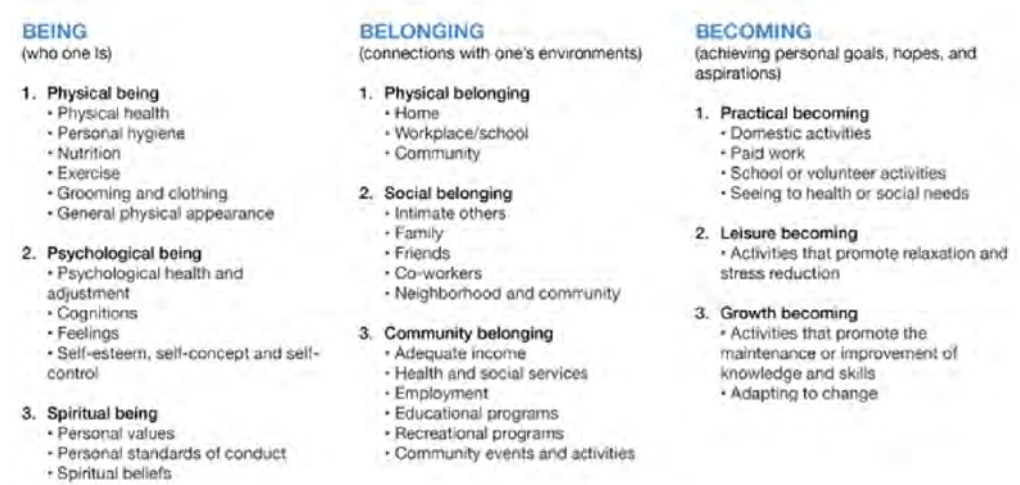 BEING
(who one is)
1. Physical being
• Physical health
• Personal hygiene
• Nutrition
• Exercise
• Grooming and clothing
• General physical appearance
2. Psychological being
• Psychological health and
adjustment
• Cognitions
• Feelings
• Self-esteem, self-concept and self-
control
3. Spiritual being
• Personal values
• Personal standards of conduct
• Spiritual beliefs
BELONGING
(connections with one's environments)
1. Physical belonging
• Home
• Workplace/school
• Community
2. Social belonging
• Intimate others
• Family
• Friends
• Co-workers
• Neighborhood and community
3. Community belonging
• Adequate income
• Health and social services
• Employment
• Educational programs
• Recreational programs
• Community events and activities
BECOMING
(achieving personal goals, hopes, and
aspirations)
1. Practical becoming
• Domestic activities
• Paid work
• School or volunteer activities
• Seeing to health or social needs
2. Leisure becoming
• Activities that promote relaxation and
stress reduction
3. Growth becoming
• Activities that promote the
maintenance or improvement of
knowledge and skills
• Adapting to change